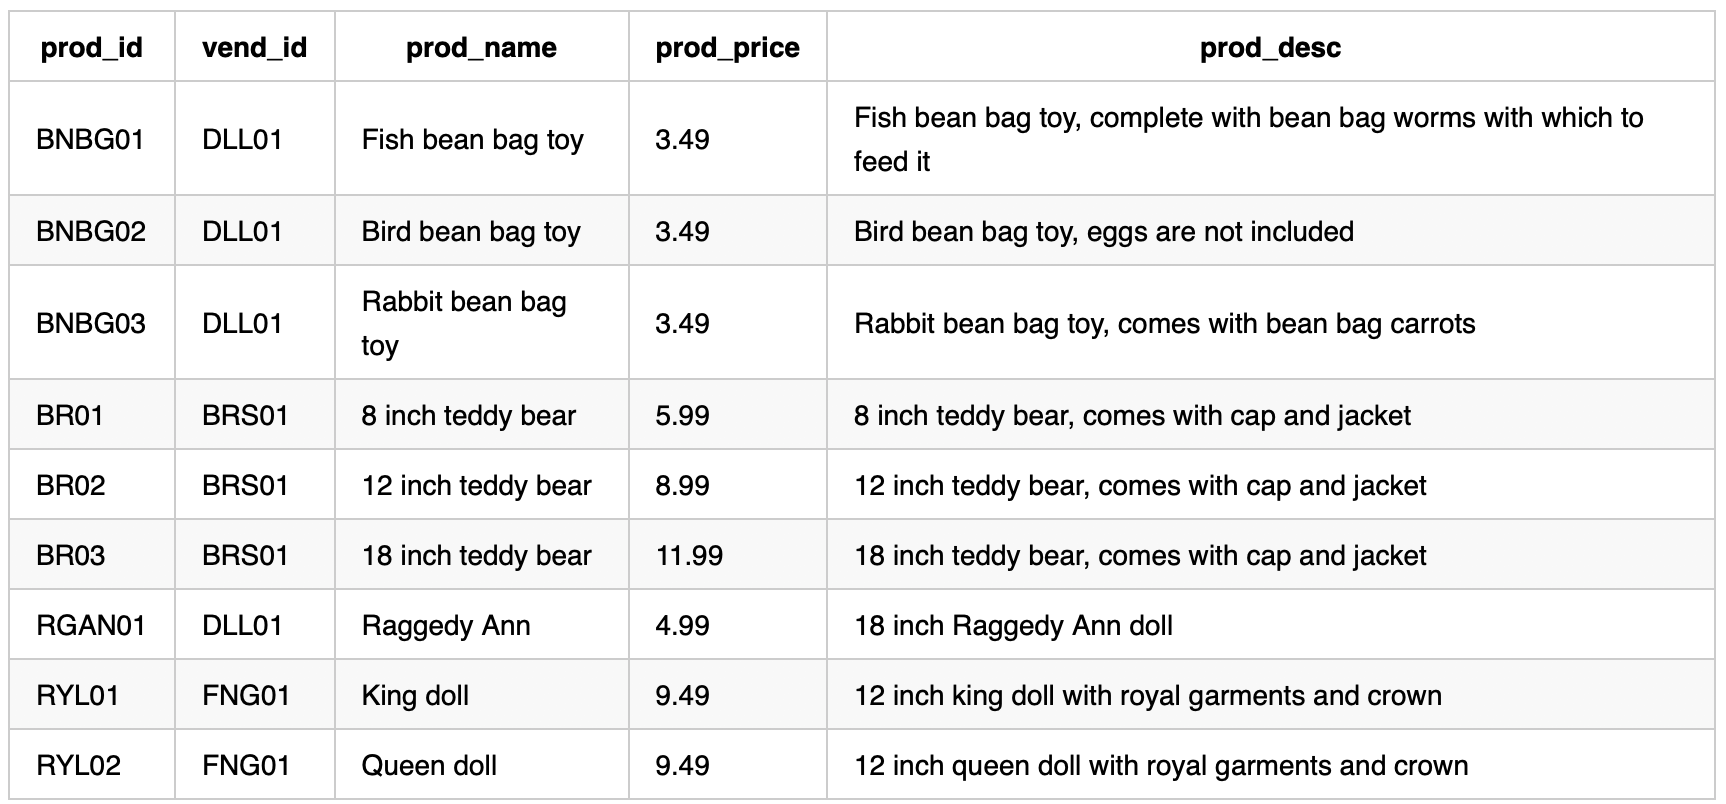 prod_id vend_id prod_name prod_price prod_desc
BNBG01 DLL01 Fish bean bag toy 3.49 Fish bean bag toy, complete with bean bag worms with which to
feed it
BNBG02 DLL01 Bird bean bag toy 3.49 Bird bean bag toy, eggs are not included
BNBG03 DLL01 Rabbit bean bag
toy 3.49 Rabbit bean bag toy, comes with bean bag carrots
BR01 BRS01 8 inch teddy bear 5.99 8 inch teddy bear, comes with cap and jacket
BR02 BRS01 12 inch teddy bear 8.99 12 inch teddy bear, comes with cap and jacket
BR03 BRS01 18 inch teddy bear 11.99 18 inch teddy bear, comes with cap and jacket
RGAN01 DLL01 Raggedy Ann 4.99 18 inch Raggedy Ann doll
RYL01 FNG01 King doll 9.49 12 inch king doll with royal garments and crown
RYL02 FNG01 Queen doll 9.49 12 inch queen doll with royal garments and crown